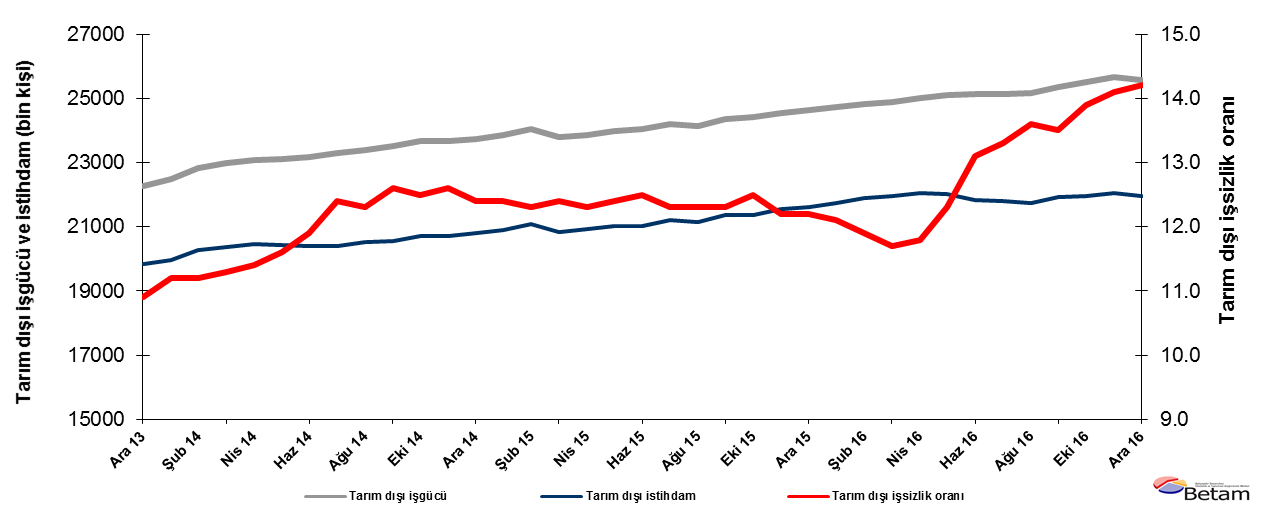 Tarım dışı işgücü ve istihdam (bin kişi)
27000
25000
23000
21000
19000
17000
15000
15.0
14.0
13.0
12.0
11.0
10.0
9.0
Tarım dışı işsizlik oranı
Ara 13
Şub 14
Nis 14
Haz 14
Ağu 14
Eki 14
Ara 14
Şub 15
Nis 15
Haz 15
Ağu 15
Eki 15
Ara 15
Şub 16
Nis 16
Haz 16
Ağu 16
Eki 16
Ara 16
Tarım dışı işgücü
Tarım dışı istihdam
Tarım dışı işsizlik oranı
Betam